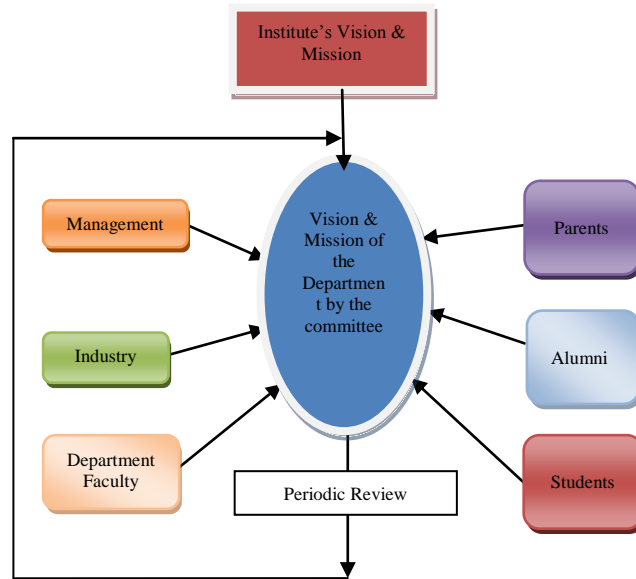 Institute’s Vision &
Mission
Management
Vision &
Mission of
the
Departmen
t by the
committee
Parents
Industry
Alumni
Department
Faculty
Periodic Review
Students